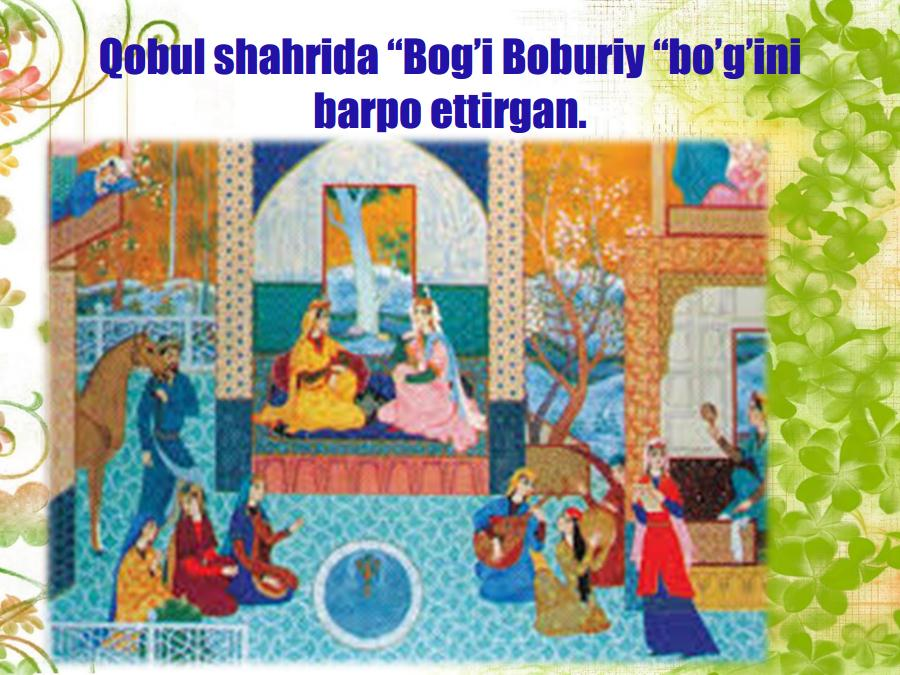 Qobul shahrida “Bog’i Boburiy “bo’g’ini
barpo ettirgan.